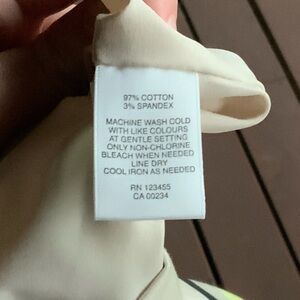 97% COTTON
3% SPANDEX
MACHINE WASH COLD
WITH LIKE COLOURS
AT GENTLE SETTING
ONLY NON-CHLORINE
BLEACH WHEN NEEDED
LINE DRY
COOL IRON AS NEEDED
RN 123455
CA 00234